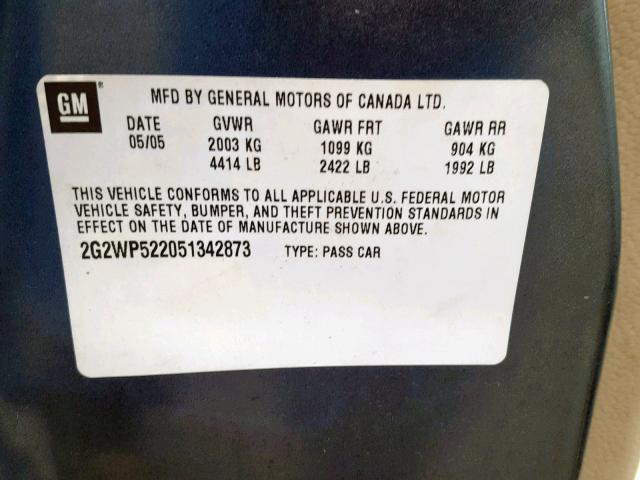 GM ®
MFD BY GENERAL MOTORS OF CANADA LTD.
DATE GVWR GAWR FRT GAWR RR
05/05 2003 KG 1099 KG 904 KG
4414 LB 2422 LB 1992 LB
THIS VEHICLE CONFORMS TO ALL APPLICABLE U.S. FEDERAL MOTOR
VEHICLE SAFETY, BUMPER, AND THEFT PREVENTION STANDARDS IN
EFFECT ON THE DATE OF MANUFACTURE SHOWN ABOVE.
2G2WP522051342873 TYPE: PASS CAR